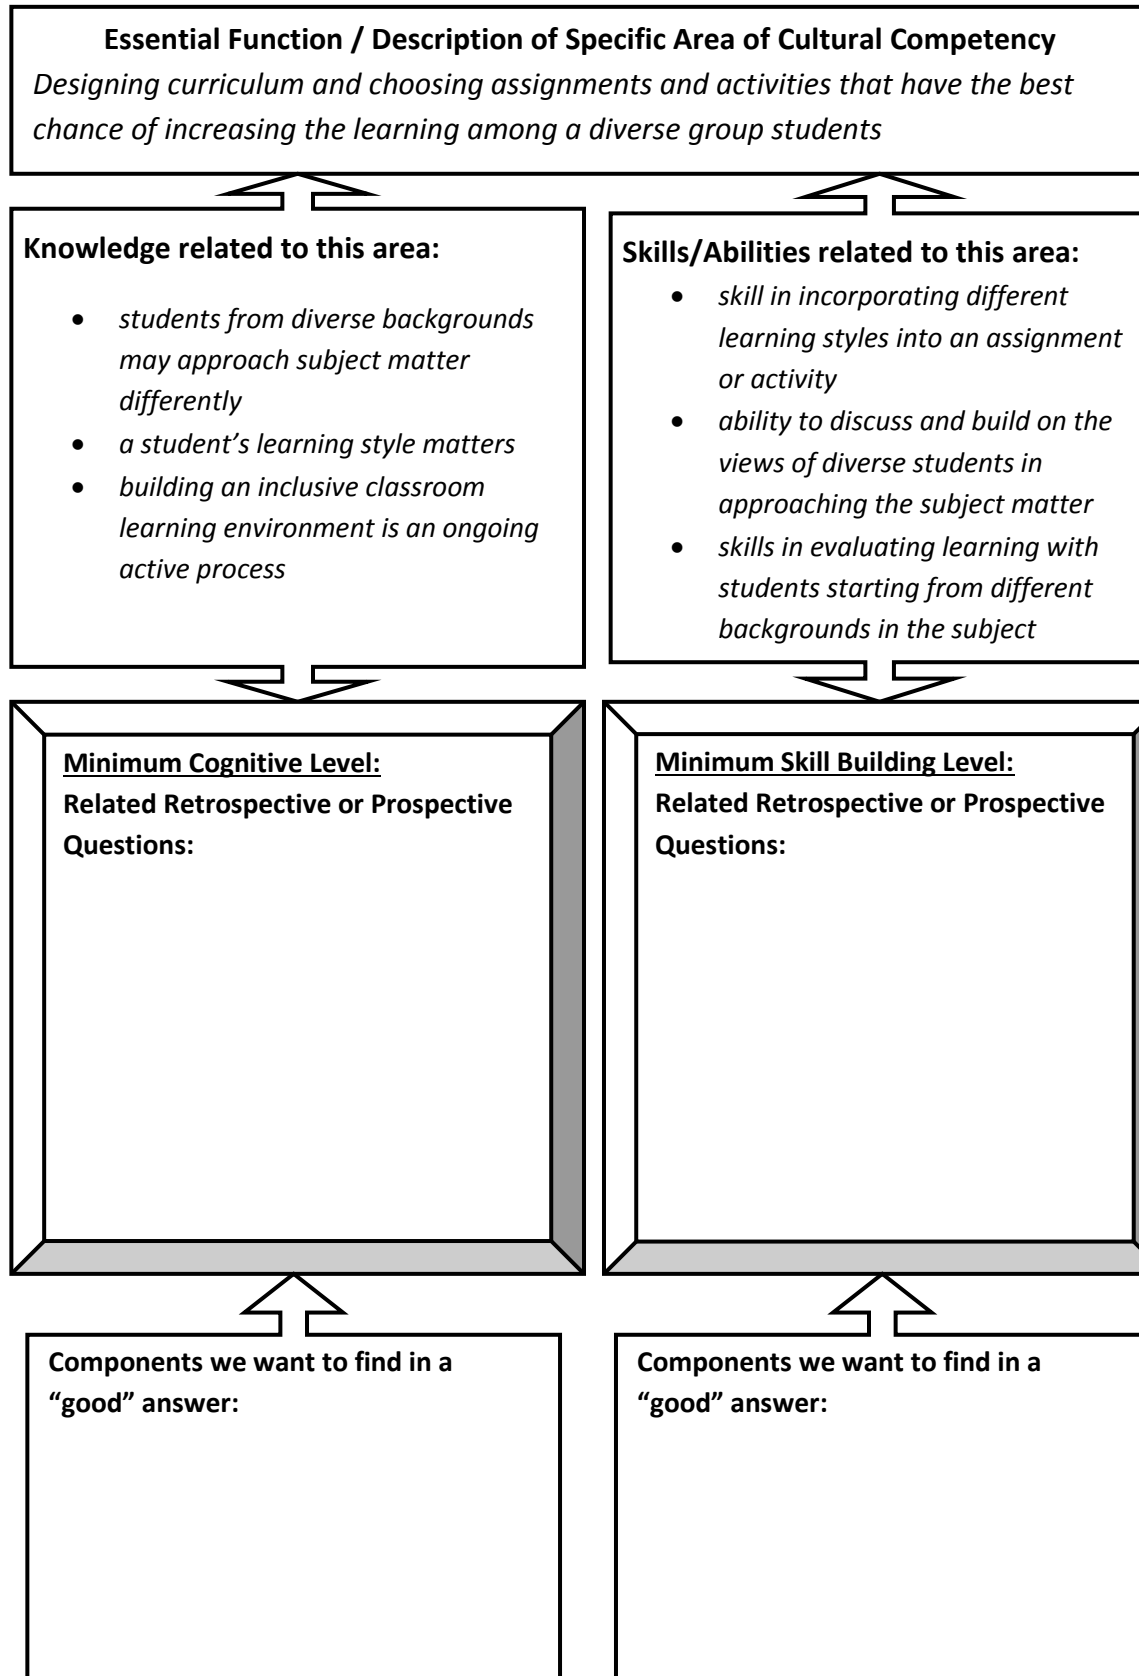 Essential Function / Description of Specific Area of Cultural Competency
Designing curriculum and choosing assignments and activities that have the best
chance of increasing the learning among a diverse group students
Knowledge related to this area:
• students from diverse backgrounds
may approach subject matter
differently
• a student’s learning style matters
• building an inclusive classroom
learning environment is an ongoing
active process
Skills/Abilities related to this area:
• skill in incorporating different
learning styles into an assignment
or activity
• ability to discuss and build on the
views of diverse students in
approaching the subject matter
• skills in evaluating learning with
students starting from different
backgrounds in the subject
Minimum Cognitive Level:
Related Retrospective or Prospective
Questions:
Minimum Skill Building Level:
Related Retrospective or Prospective
Questions:
Components we want to find in a
“good” answer:
Components we want to find in a
“good” answer: